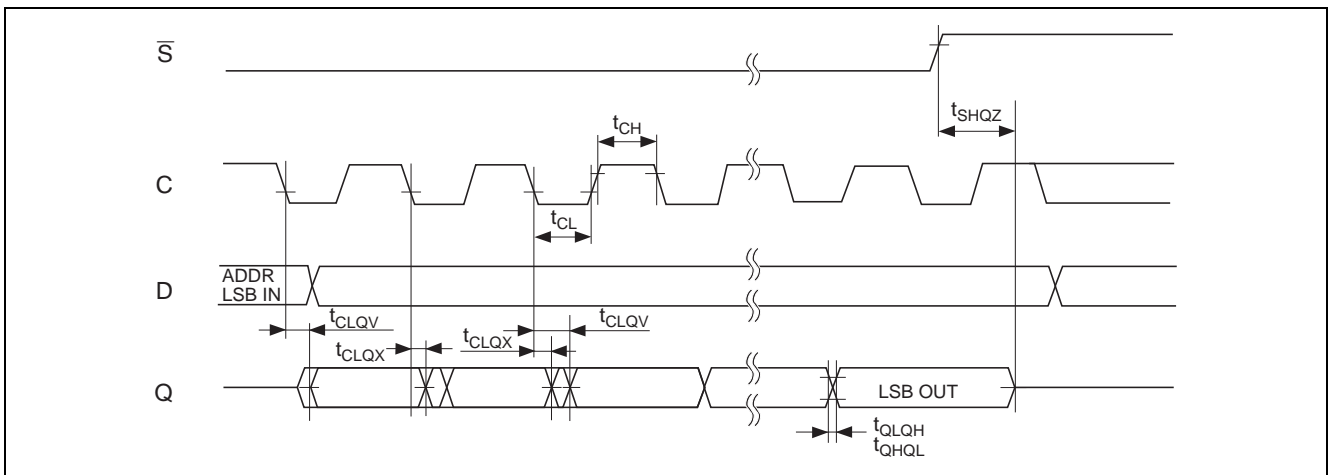 S̅
tSHQZ
tCH
C
tCL
ADDR
LSB IN
D
tCLQV
tCLQV
tCLQX
tCLQX
Q
LSB OUT
tQLQH
tQHQL